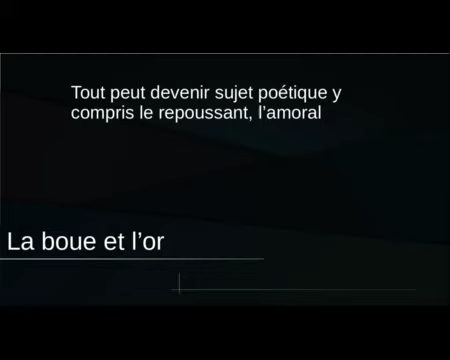 Tout peut devenir sujet poétique y
compris le repoussant, l’amoral
La boue et l’or